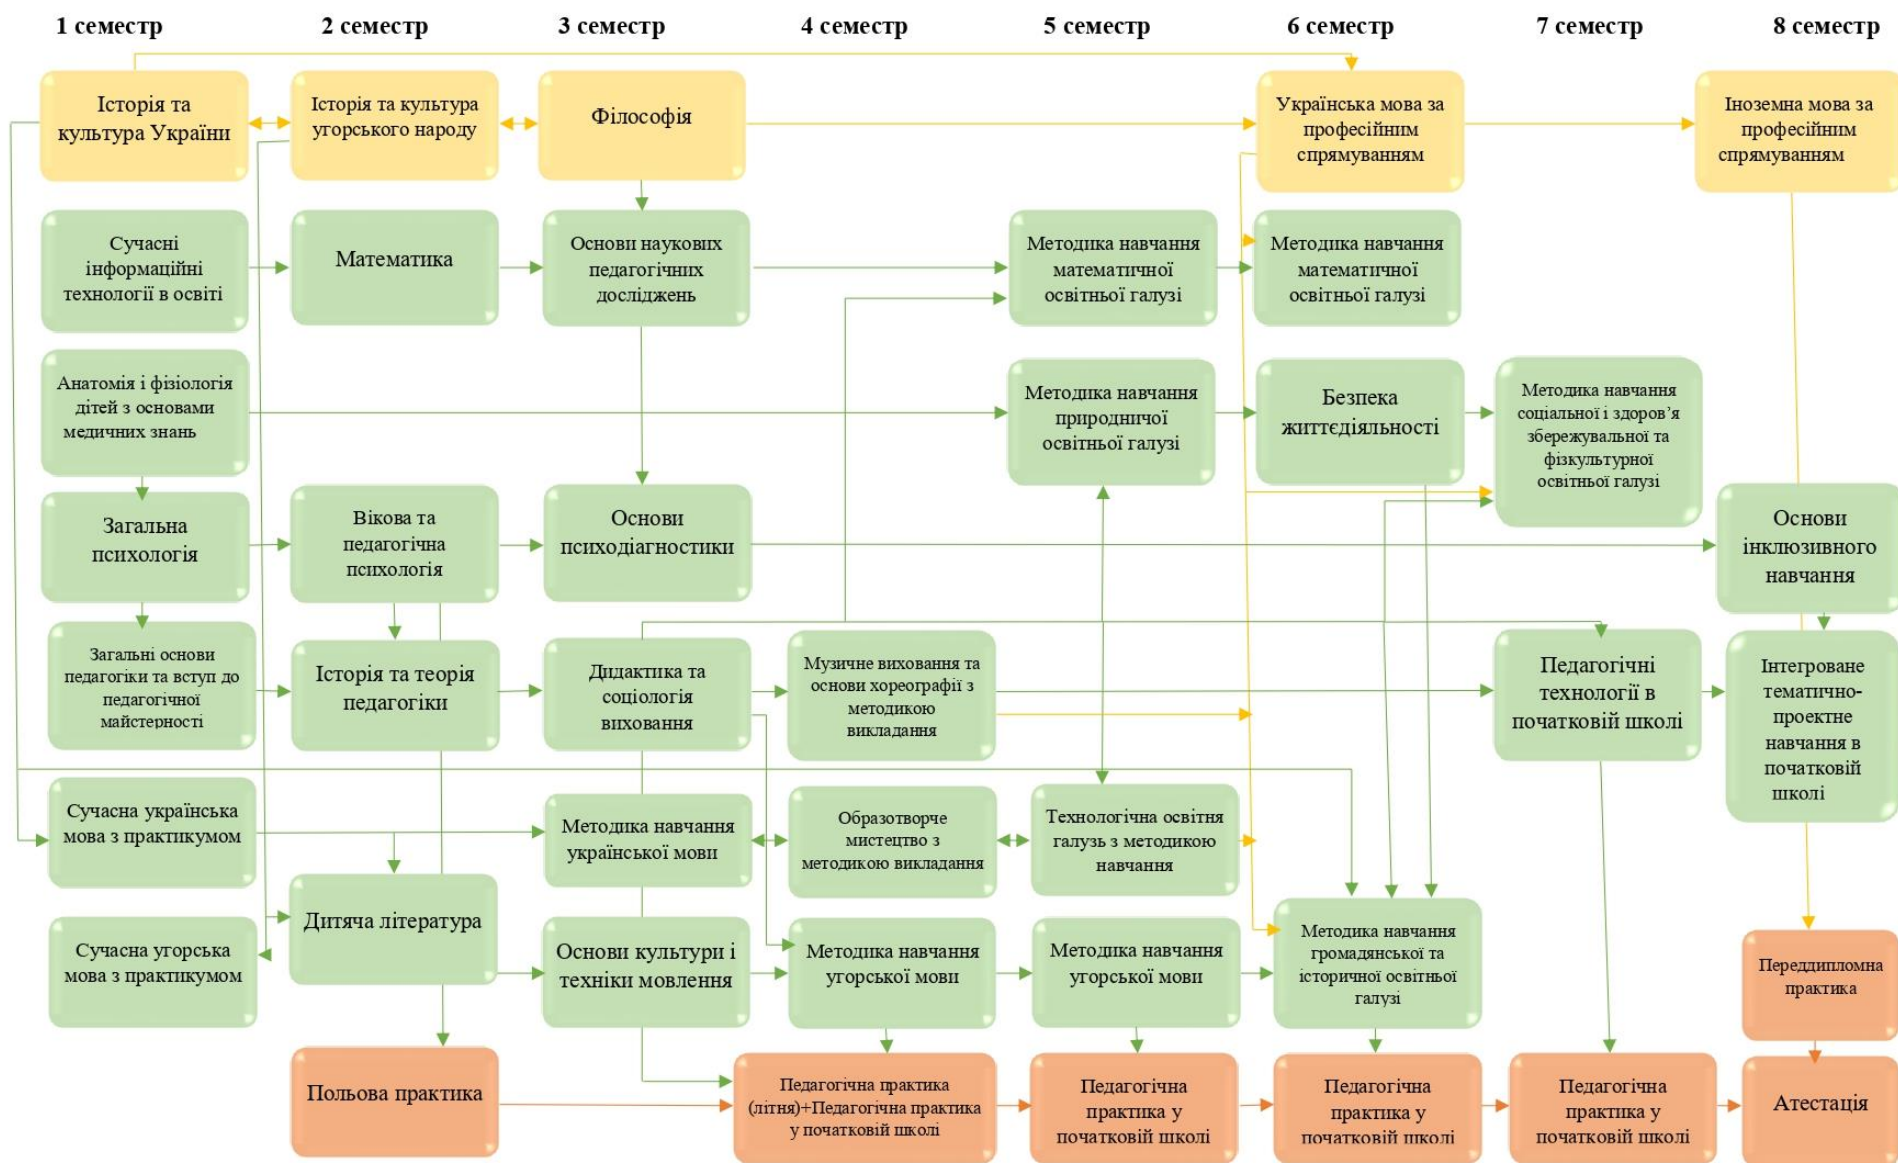 1 семестр
2 семестр
3 семестр
4 семестр
5 семестр
6 семестр
7 семестр
8 семестр
Історія та
культура України
Історія та культура
угорського народу
Філософія
Українська мова за
професійним
спрямуванням
Іноземна мова за
професійним
спрямуванням
Сучасні
інформаційні
технології в освіті
Математика
Основи наукових
педагогічних
досліджень
Методика навчання
математичної
освітньої галузі
Методика навчання
математичної
освітньої галузі
Анатомія і фізіологія
дітей з основами
медичних знань
Методика навчання
природничої
освітньої галузі
Безпека
життєдіяльності
Методика навчання
соціальної і здоров’я
збережувальної та
фізкультурної
освітньої галузі
Загальна
психологія
Вікова та
педагогічна
психологія
Основи
психодіагностики
Основи
інклюзивного
навчання
Загальні основи
педагогіки та вступ до
педагогічної
майстерності
Історія та теорія
педагогіки
Дидактика та
соціологія
виховання
Музичне виховання та
основи хореографії з
методикою
викладання
Педагогічні
технології в
початковій школі
Інтегроване
тематично-
проектне
навчання в
початковій
школі
Сучасна українська
мова з практикумом
Методика навчання
української мови
Образотворче
мистецтво з
методикою викладання
Технологічна освітня
галузь з методикою
навчання
Дитяча література
Сучасна угорська
мова з практикумом
Основи культури і
техніки мовлення
Методика навчання
угорської мови
Методика навчання
угорської мови
Методика навчання
громадянської та
історичної освітньої
галузі
Переддипломна
практика
Польова практика
Педагогічна практика
(літня)+Педагогічна практика
у початковій школі
Педагогічна
практика у
початковій школі
Педагогічна
практика у
початковій школі
Педагогічна
практика у
початковій школі
Атестація